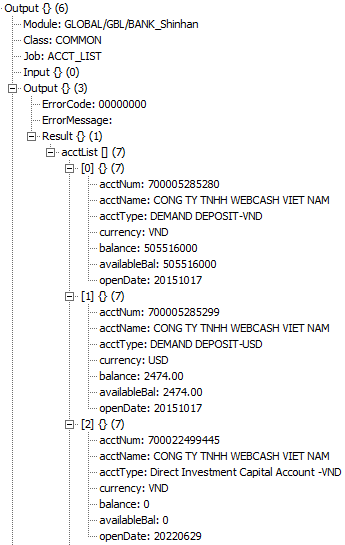 Output {} (6)
Module: GLOBAL/GBL/BANK_Shinhan
Class: COMMON
Job: ACCT_LIST
Input {} (0)
Output {} (3)
ErrorCode: 00000000
ErrorMessage:
Result {} (1)
acctList [] (7)
[0] {} (7)
acctNum: 700005285280
acctName: CONG TY TNHH WEBCASH VIET NAM
acctType: DEMAND DEPOSIT-VND
currency: VND
balance: 505516000
availableBal: 505516000
openDate: 20151017
[1] {} (7)
acctNum: 700005285299
acctName: CONG TY TNHH WEBCASH VIET NAM
acctType: DEMAND DEPOSIT-USD
currency: USD
balance: 2474.00
availableBal: 2474.00
openDate: 20151017
[2] {} (7)
acctNum: 700022499445
acctName: CONG TY TNHH WEBCASH VIET NAM
acctType: Direct Investment Capital Account -VND
currency: VND
balance: 0
availableBal: 0
openDate: 20220629